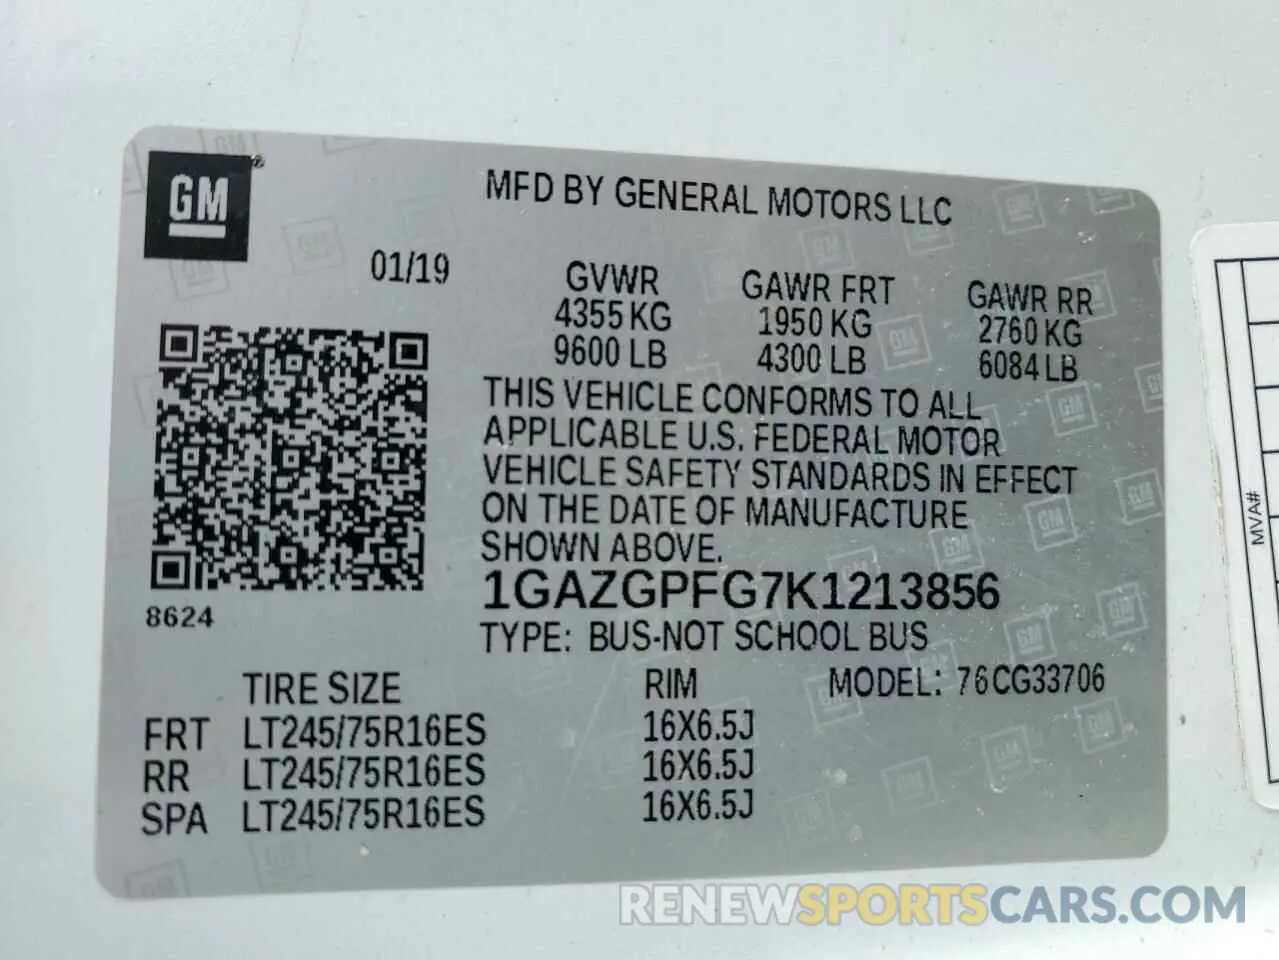 GM®
MFD BY GENERAL MOTORS LLC
01/19
GVWR GAWR FRT GAWR RR
4355 KG 1950 KG 2760 KG
9600 LB 4300 LB 6084 LB
THIS VEHICLE CONFORMS TO ALL
APPLICABLE U.S. FEDERAL MOTOR
VEHICLE SAFETY STANDARDS IN EFFECT
ON THE DATE OF MANUFACTURE
SHOWN ABOVE.
1GAZGPFG7K1213856
8624
TYPE: BUS-NOT SCHOOL BUS
TIRE SIZE RIM MODEL: 76CG33706
FRT LT245/75R16ES 16X6.5J
RR LT245/75R16ES 16X6.5J
SPA LT245/75R16ES 16X6.5J
MVA#
RENEWSPORTSCARS.COM